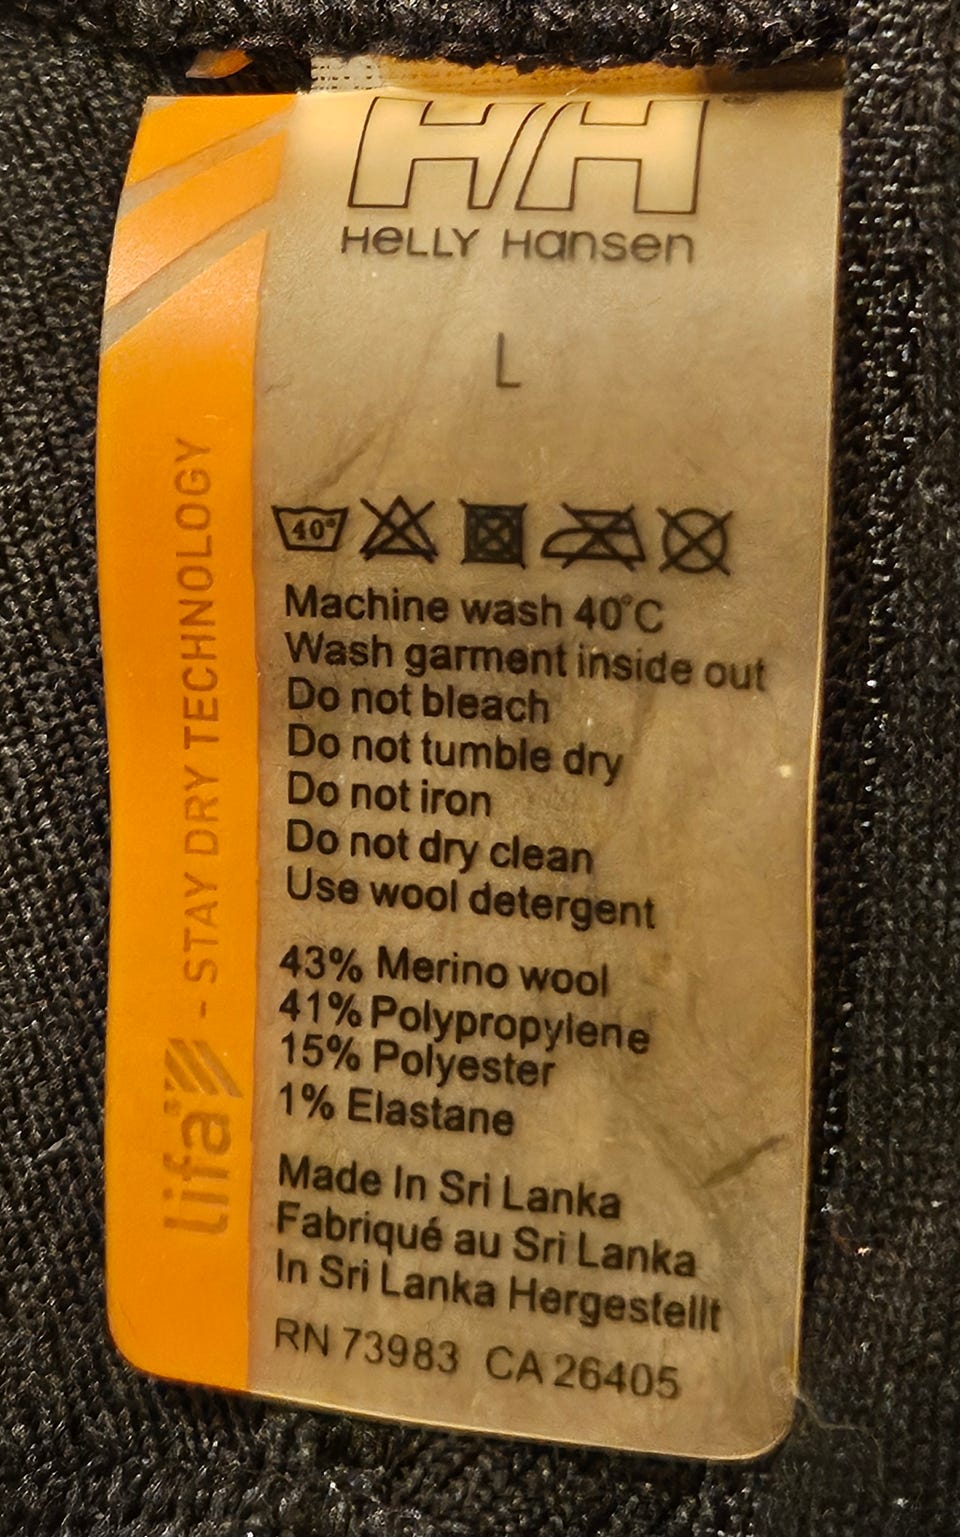 HH
HELLY HANSEN
L
40°
Machine wash 40°C
Wash garment inside out
Do not bleach
Do not tumble dry
Do not iron
Do not dry clean
Use wool detergent
43% Merino wool
41% Polypropylene
15% Polyester
1% Elastane
Made In Sri Lanka
Fabriqué au Sri Lanka
In Sri Lanka Hergestellt
RN 73983 CA 26405
lifa - STAY DRY TECHNOLOGY